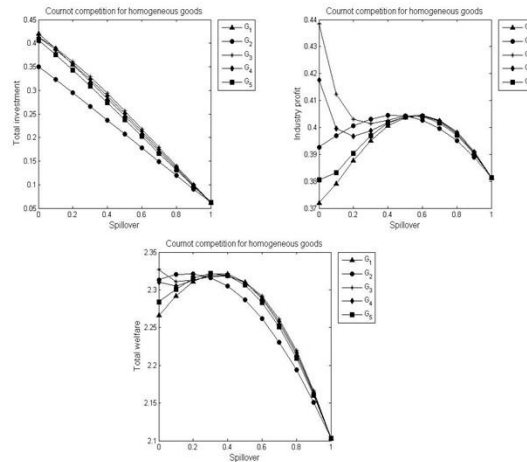 Cournot competition for homogeneous goods
0.5
0.45
0.4
0.35
0.3
0.25
0.2
0.15
0.1
0.05
Total investment
0 0.2 0.4 0.6 0.8 1
Spillover
G1
G2
G3
G4
G5
Cournot competition for homogeneous goods
0.44
0.43
0.42
0.41
0.4
0.39
0.38
0.37
Industry profit
0 0.2 0.4 0.6 0.8 1
Spillover
G
G
G
G
G
Cournot competition for homogeneous goods
2.35
2.3
2.25
2.2
2.15
2.1
Total welfare
0 0.2 0.4 0.6 0.8 1
Spillover
G1
G2
G3
G4
G5